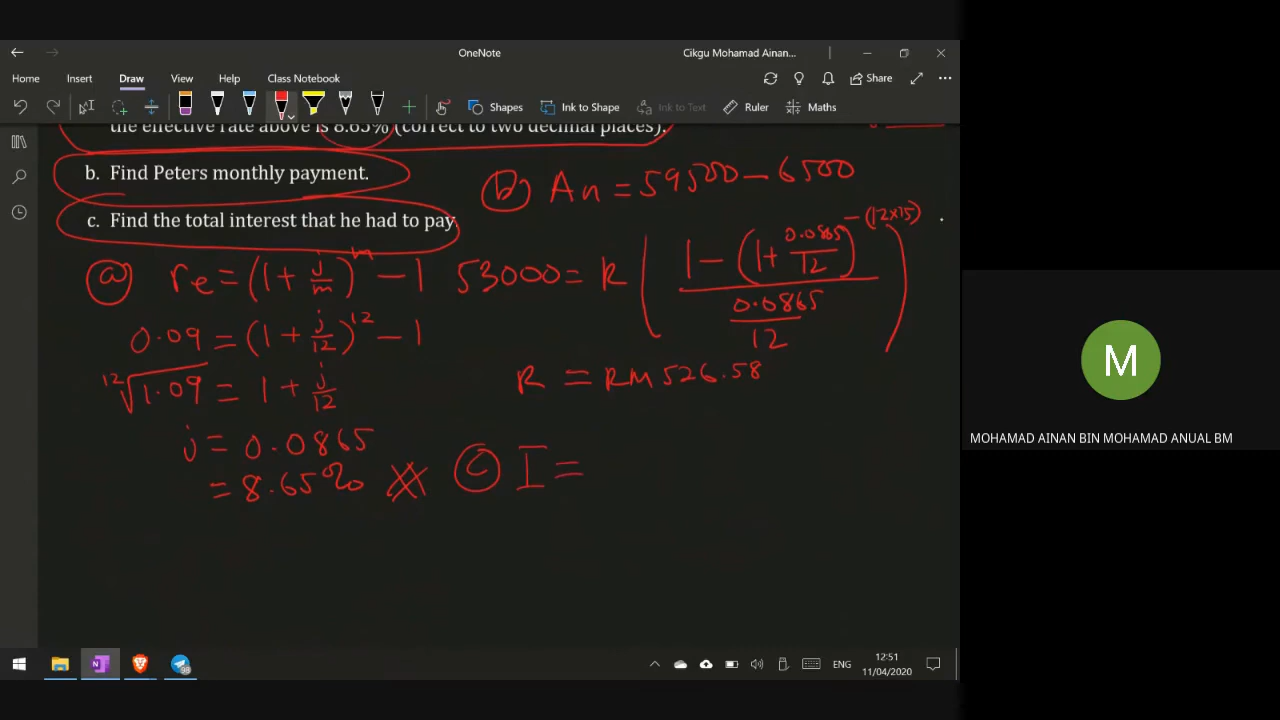 OneNote
Cikgu Mohamad Ainan...
Home Insert Draw View Help Class Notebook
Share
Shapes Ink to Shape Ink to Text Ruler Maths
the effective rate above is 8.65% (correct to two decimal places).
b. Find Peters monthly payment.
c. Find the total interest that he had to pay.
(a) re = (1 + j/m)^m - 1
0.09 = (1 + j/12)^12 - 1
12√1.09 = 1 + j/12
j = 0.0865
= 8.65%
(b) An = 59500 - 6500
53000 = R ( (1 - (1 + 0.0865/12)^-(12×15)) / (0.0865/12) )
R = RM 526.58
(c) I =
M
MOHAMAD AINAN BIN MOHAMAD ANUAL BM
99
ENG
12:51
11/04/2020